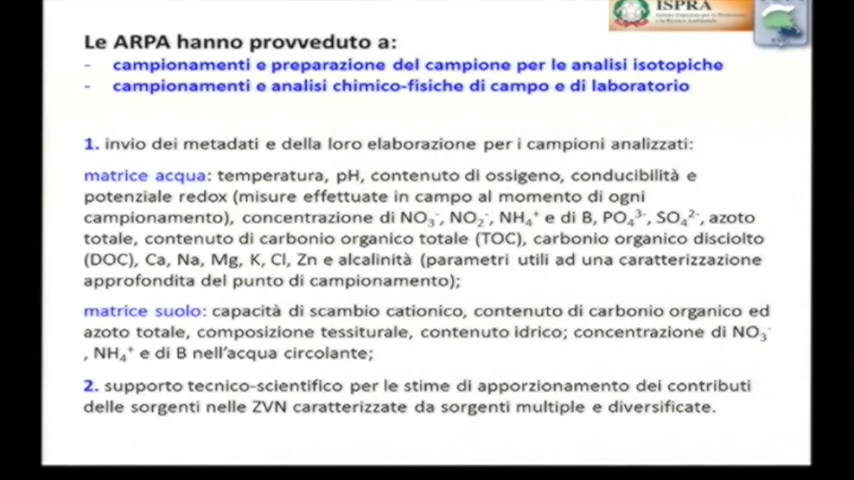 ISPRA
Le ARPA hanno provveduto a:
- campionamenti e preparazione del campione per le analisi isotopiche
- campionamenti e analisi chimico-fisiche di campo e di laboratorio
1. invio dei metadati e della loro elaborazione per i campioni analizzati:
matrice acqua: temperatura, pH, contenuto di ossigeno, conducibilità e
potenziale redox (misure effettuate in campo al momento di ogni
campionamento), concentrazione di NO₃⁻, NO₂⁻, NH₄⁺ e di B, PO₄³⁻, SO₄²⁻, azoto
totale, contenuto di carbonio organico totale (TOC), carbonio organico disciolto
(DOC), Ca, Na, Mg, K, Cl, Zn e alcalinità (parametri utili ad una caratterizzazione
approfondita del punto di campionamento);
matrice suolo: capacità di scambio cationico, contenuto di carbonio organico ed
azoto totale, composizione tessiturale, contenuto idrico; concentrazione di NO₃⁻
, NH₄⁺ e di B nell'acqua circolante;
2. supporto tecnico-scientifico per le stime di apporzionamento dei contributi
delle sorgenti nelle ZVN caratterizzate da sorgenti multiple e diversificate.